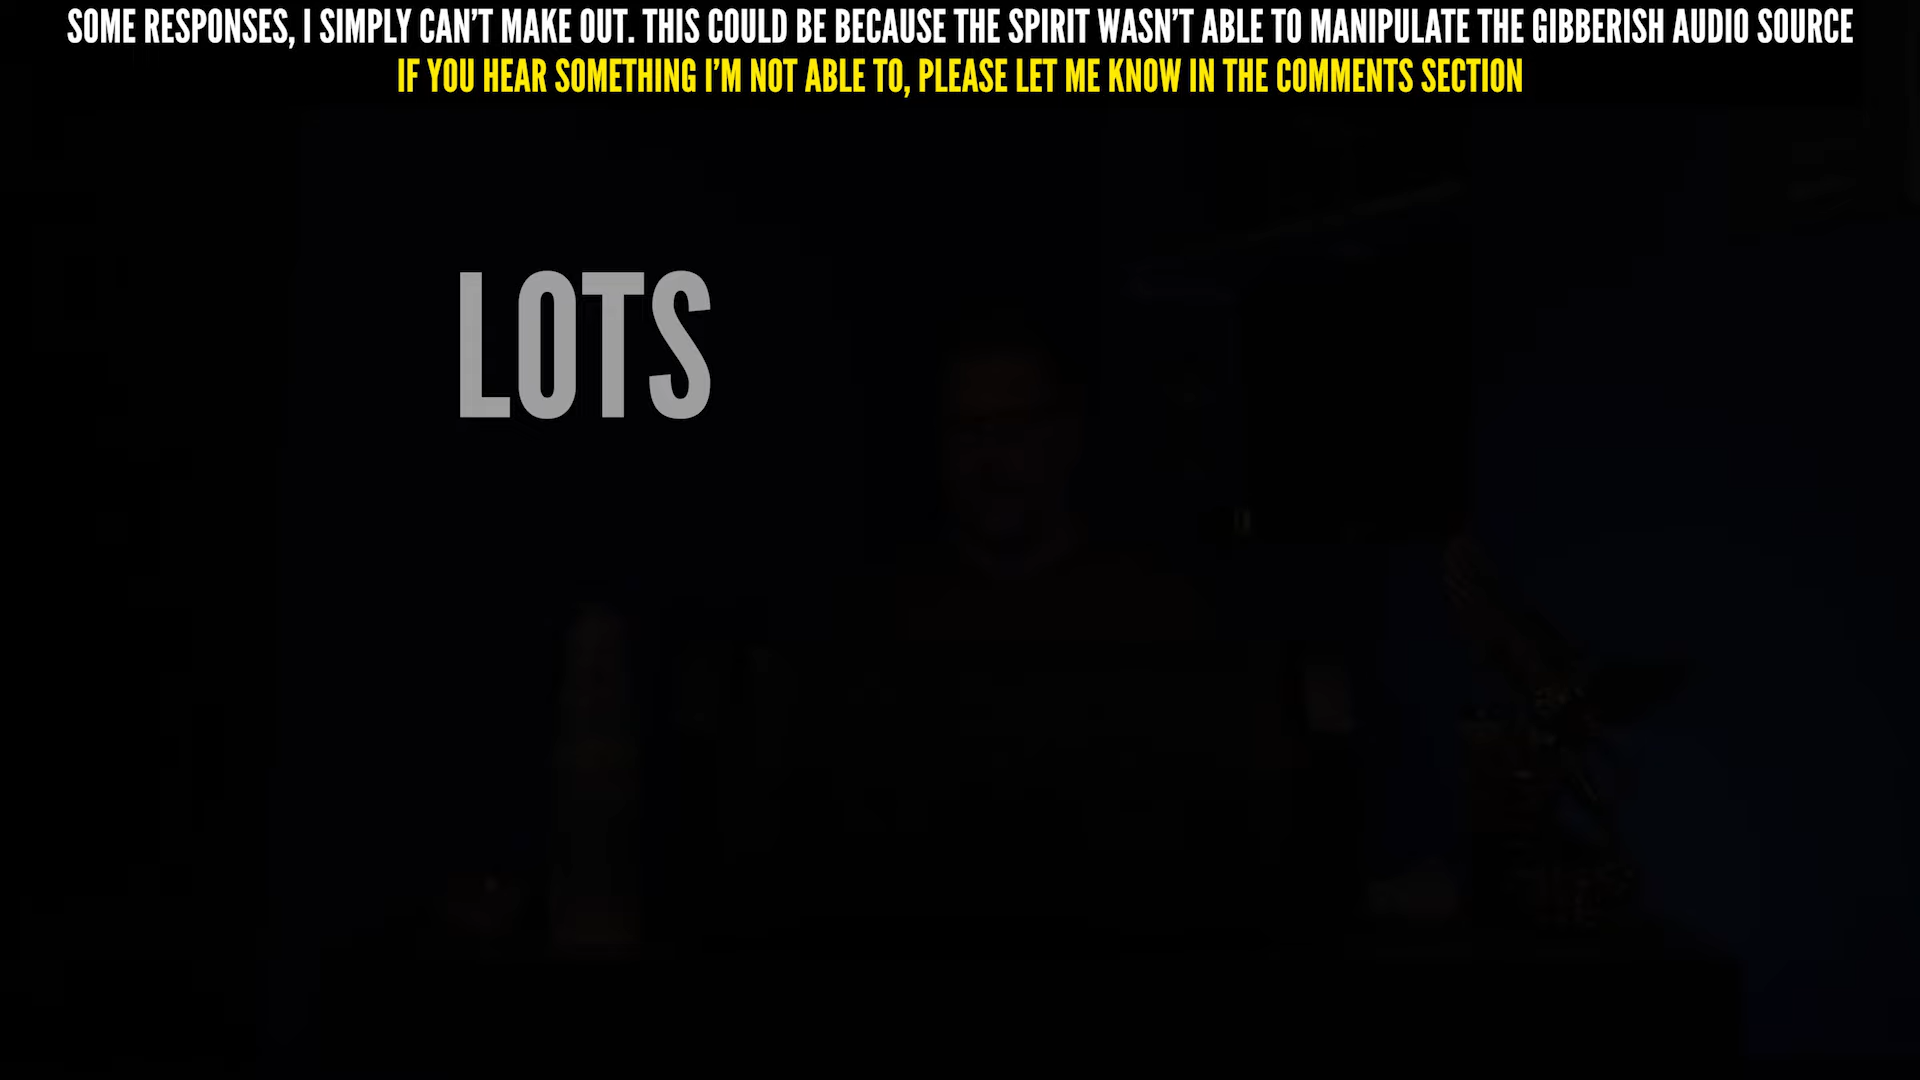 SOME RESPONSES, I SIMPLY CAN'T MAKE OUT. THIS COULD BE BECAUSE THE SPIRIT WASN'T ABLE TO MANIPULATE THE GIBBERISH AUDIO SOURCE
IF YOU HEAR SOMETHING I'M NOT ABLE TO, PLEASE LET ME KNOW IN THE COMMENTS SECTION
LOTS